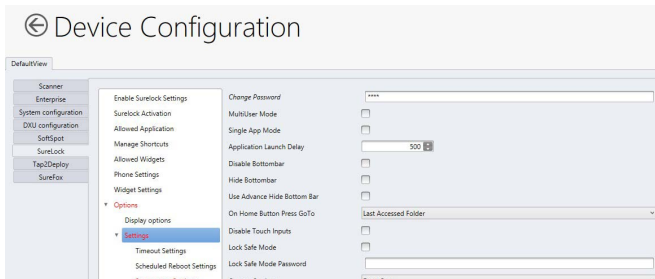 Device Configuration
DefaultView
Scanner
Enterprise
System configuration
DXU configuration
SoftSpot
SureLock
Tap2Deploy
SureFox
Enable Surelock Settings
Surelock Activation
Allowed Application
Manage Shortcuts
Allowed Widgets
Phone Settings
Widget Settings
Options
Display options
Settings
Timeout Settings
Scheduled Reboot Settings
Change Password ****
MultiUser Mode
Single App Mode
Application Launch Delay 500
Disable Bottombar
Hide Bottombar
Use Advance Hide Bottom Bar
On Home Button Press GoTo Last Accessed Folder
Disable Touch Inputs
Lock Safe Mode
Lock Safe Mode Password